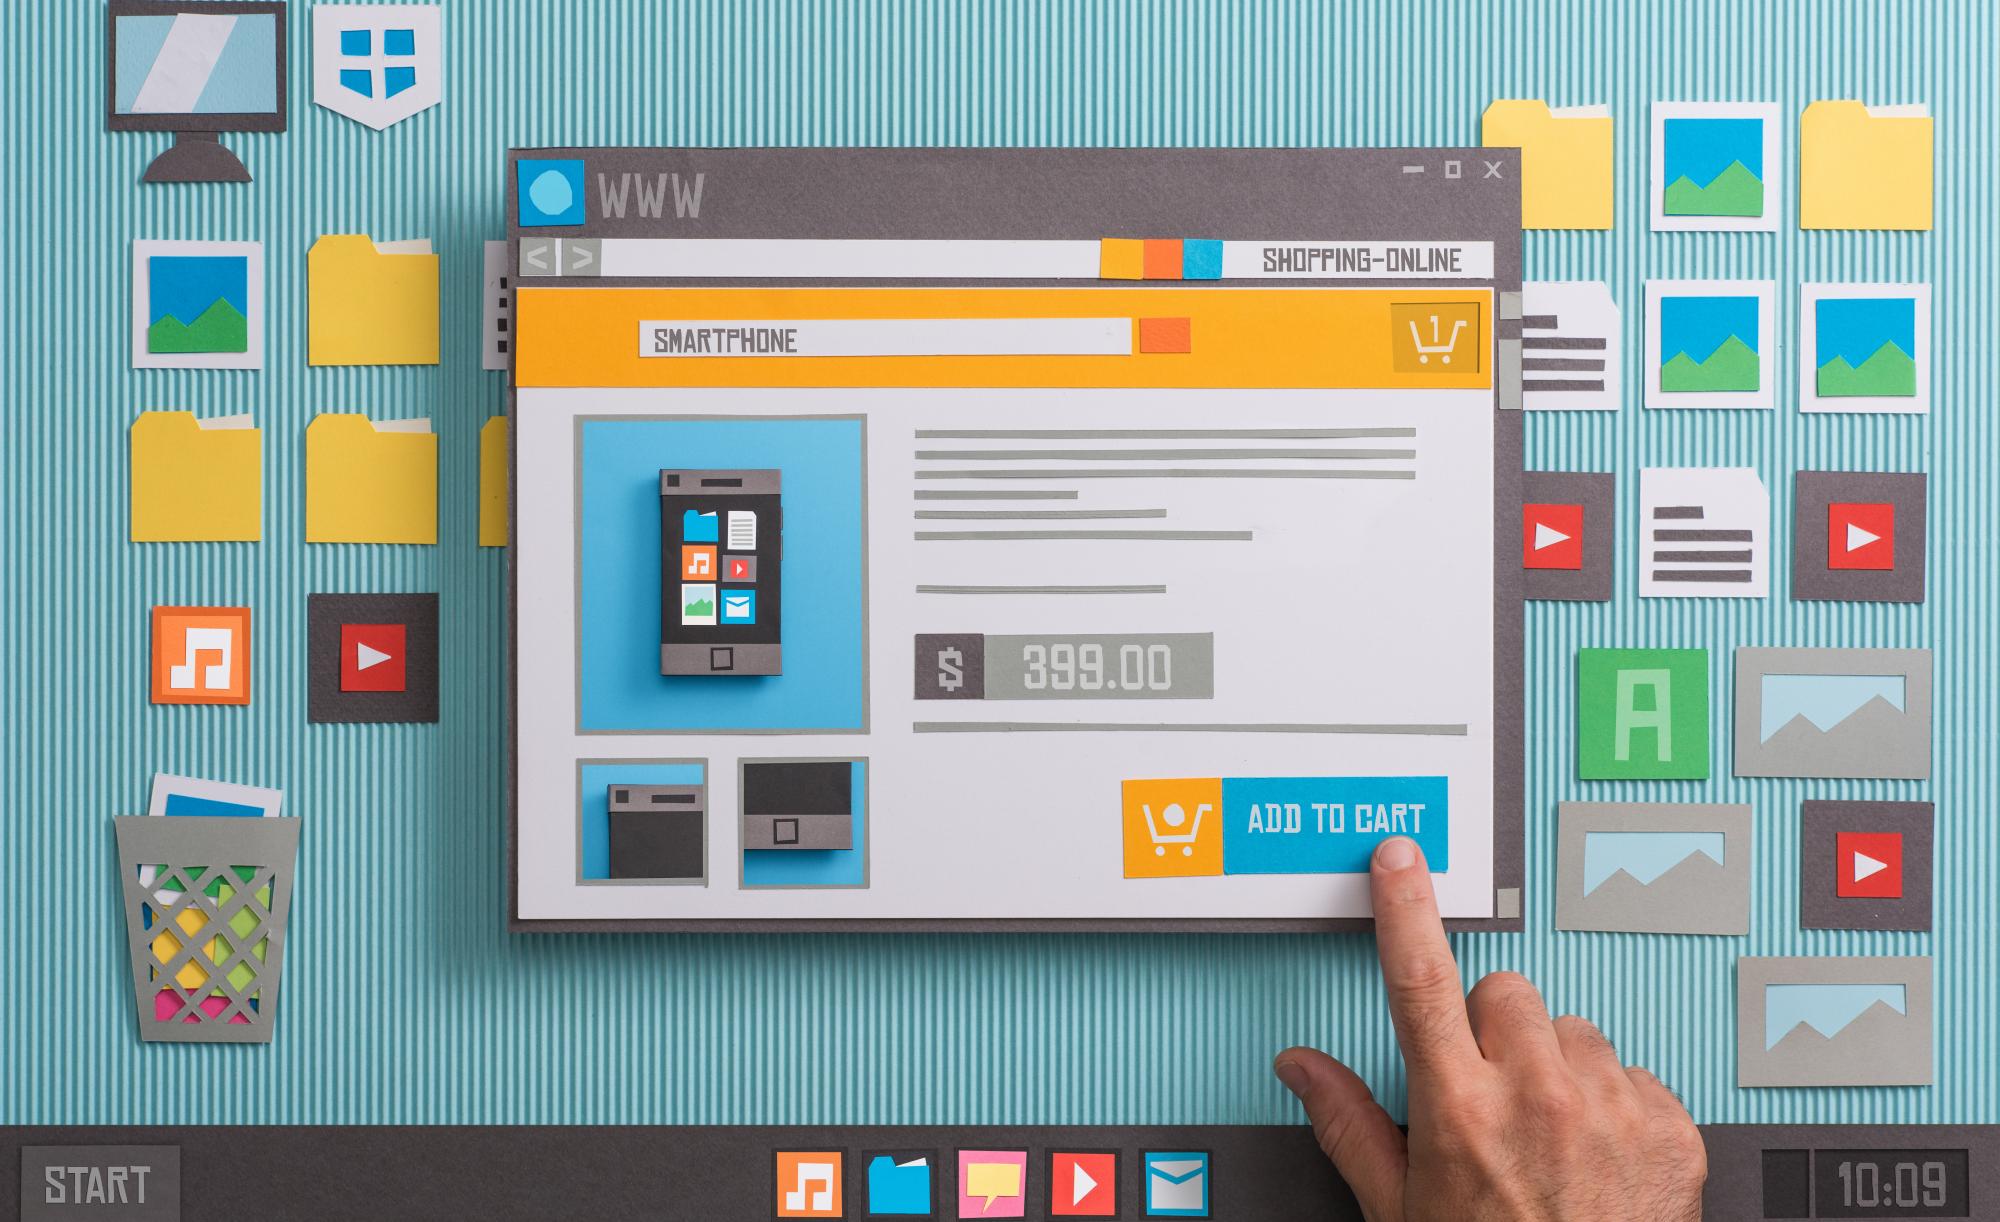 WWW
< >
SHOPPING-ONLINE
SMARTPHONE
1
$ 399.00
ADD TO CART
A
START
10:09